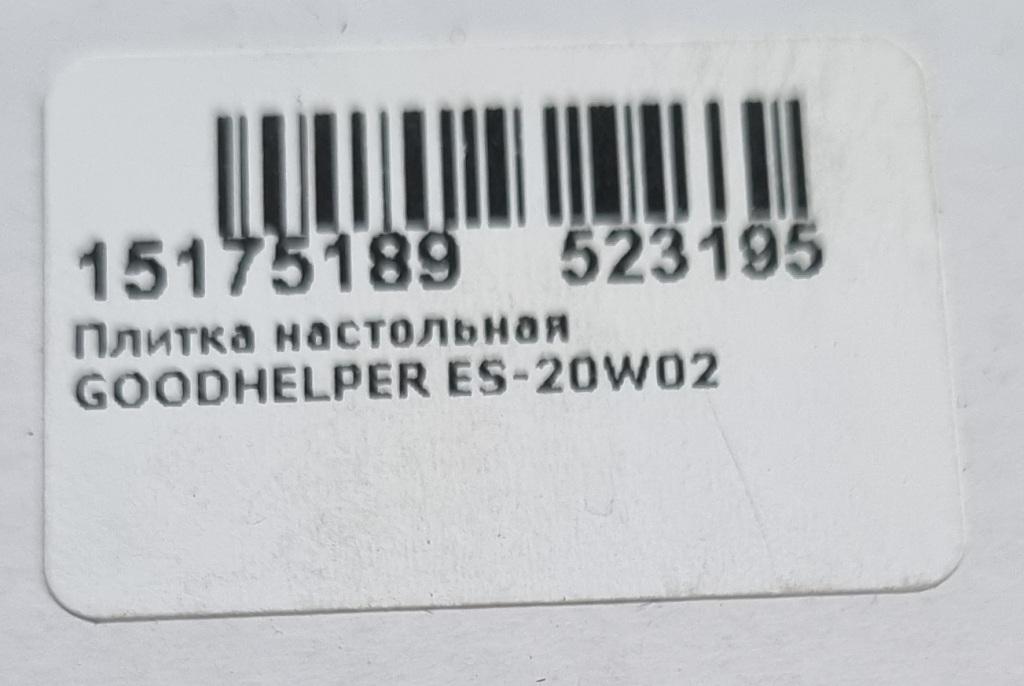 15175189 523195
Плитка настольная
GOODHELPER ES-20W02